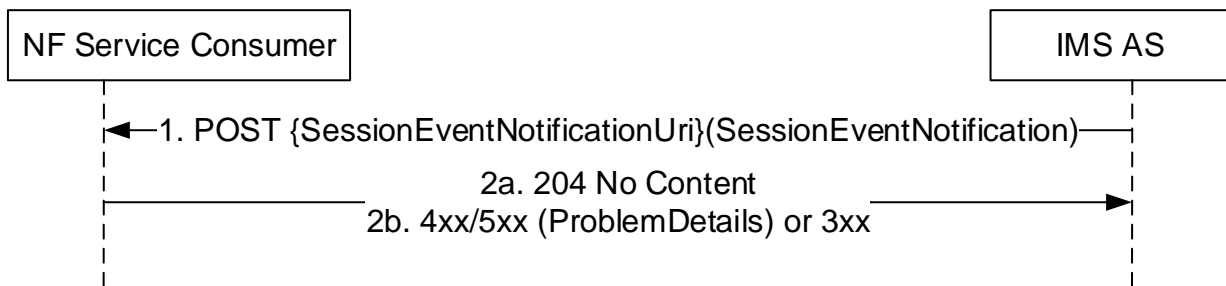 NF Service Consumer
IMS AS
1. POST {SessionEventNotificationUri}(SessionEventNotification)
2a. 204 No Content
2b. 4xx/5xx (ProblemDetails) or 3xx